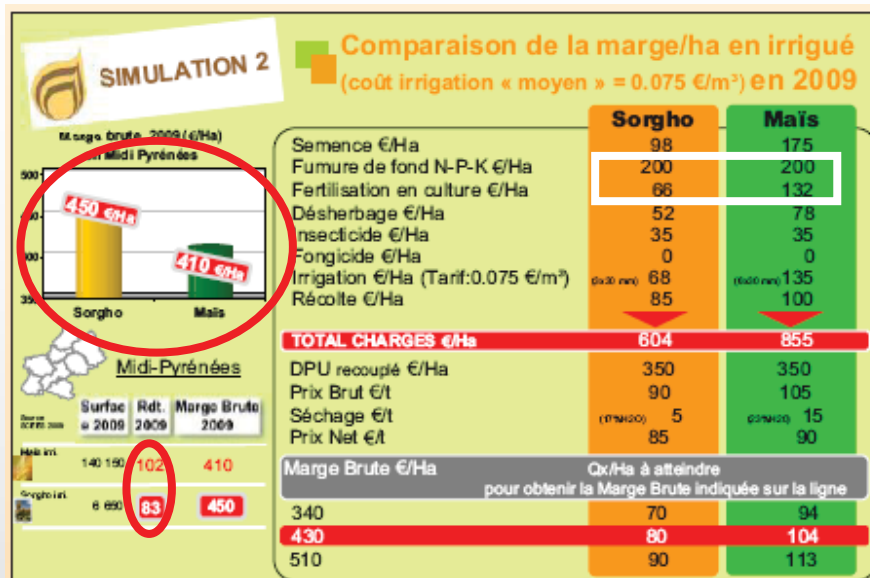 SIMULATION 2
Comparaison de la marge/ha en irrigué
(coût irrigation « moyen » = 0.075 €/m³) en 2009
Marge brute 2009 (€/Ha)
en Midi Pyrénées
500
450 €/Ha
410 €/Ha
350
Sorgho Maïs
Midi-Pyrénées
Surfac e 2009 Rdt. 2009 Marge Brute 2009
Maïs irri. 140 150 102 410
Sorgho irri. 6 650 83 450
Sorgho Maïs
Semence €/Ha 98 175
Fumure de fond N-P-K €/Ha 200 200
Fertilisation en culture €/Ha 66 132
Désherbage €/Ha 52 78
Insecticide €/Ha 35 35
Fongicide €/Ha 0 0
Irrigation €/Ha (Tarif:0.075 €/m³) 68 135
Récolte €/Ha 85 100
TOTAL CHARGES €/Ha 604 855
DPU recouplé €/Ha 350 350
Prix Brut €/t 90 105
Séchage €/t 5 15
Prix Net €/t 85 90
Marge Brute €/Ha Qx/Ha à atteindre
pour obtenir la Marge Brute indiquée sur la ligne
340 70 94
430 80 104
510 90 113